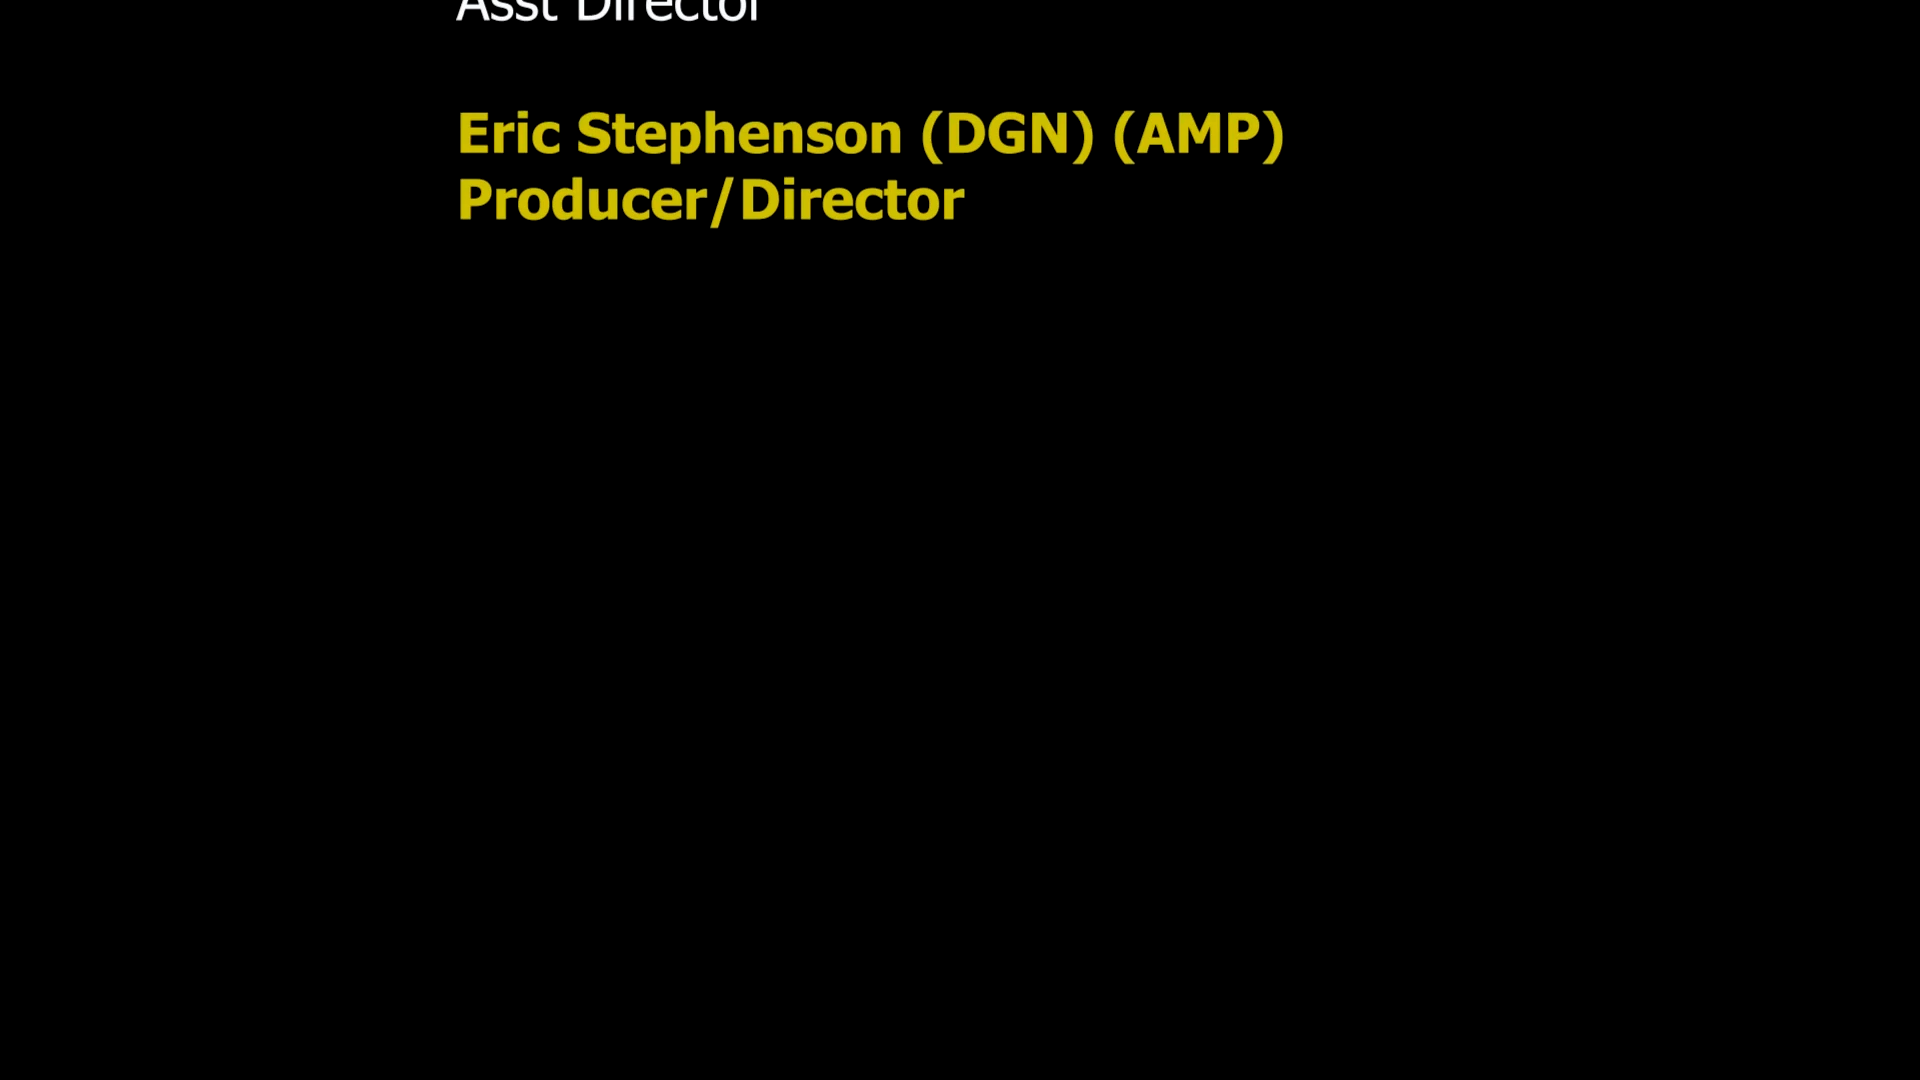 Asst Director
Eric Stephenson (DGN) (AMP)
Producer/Director